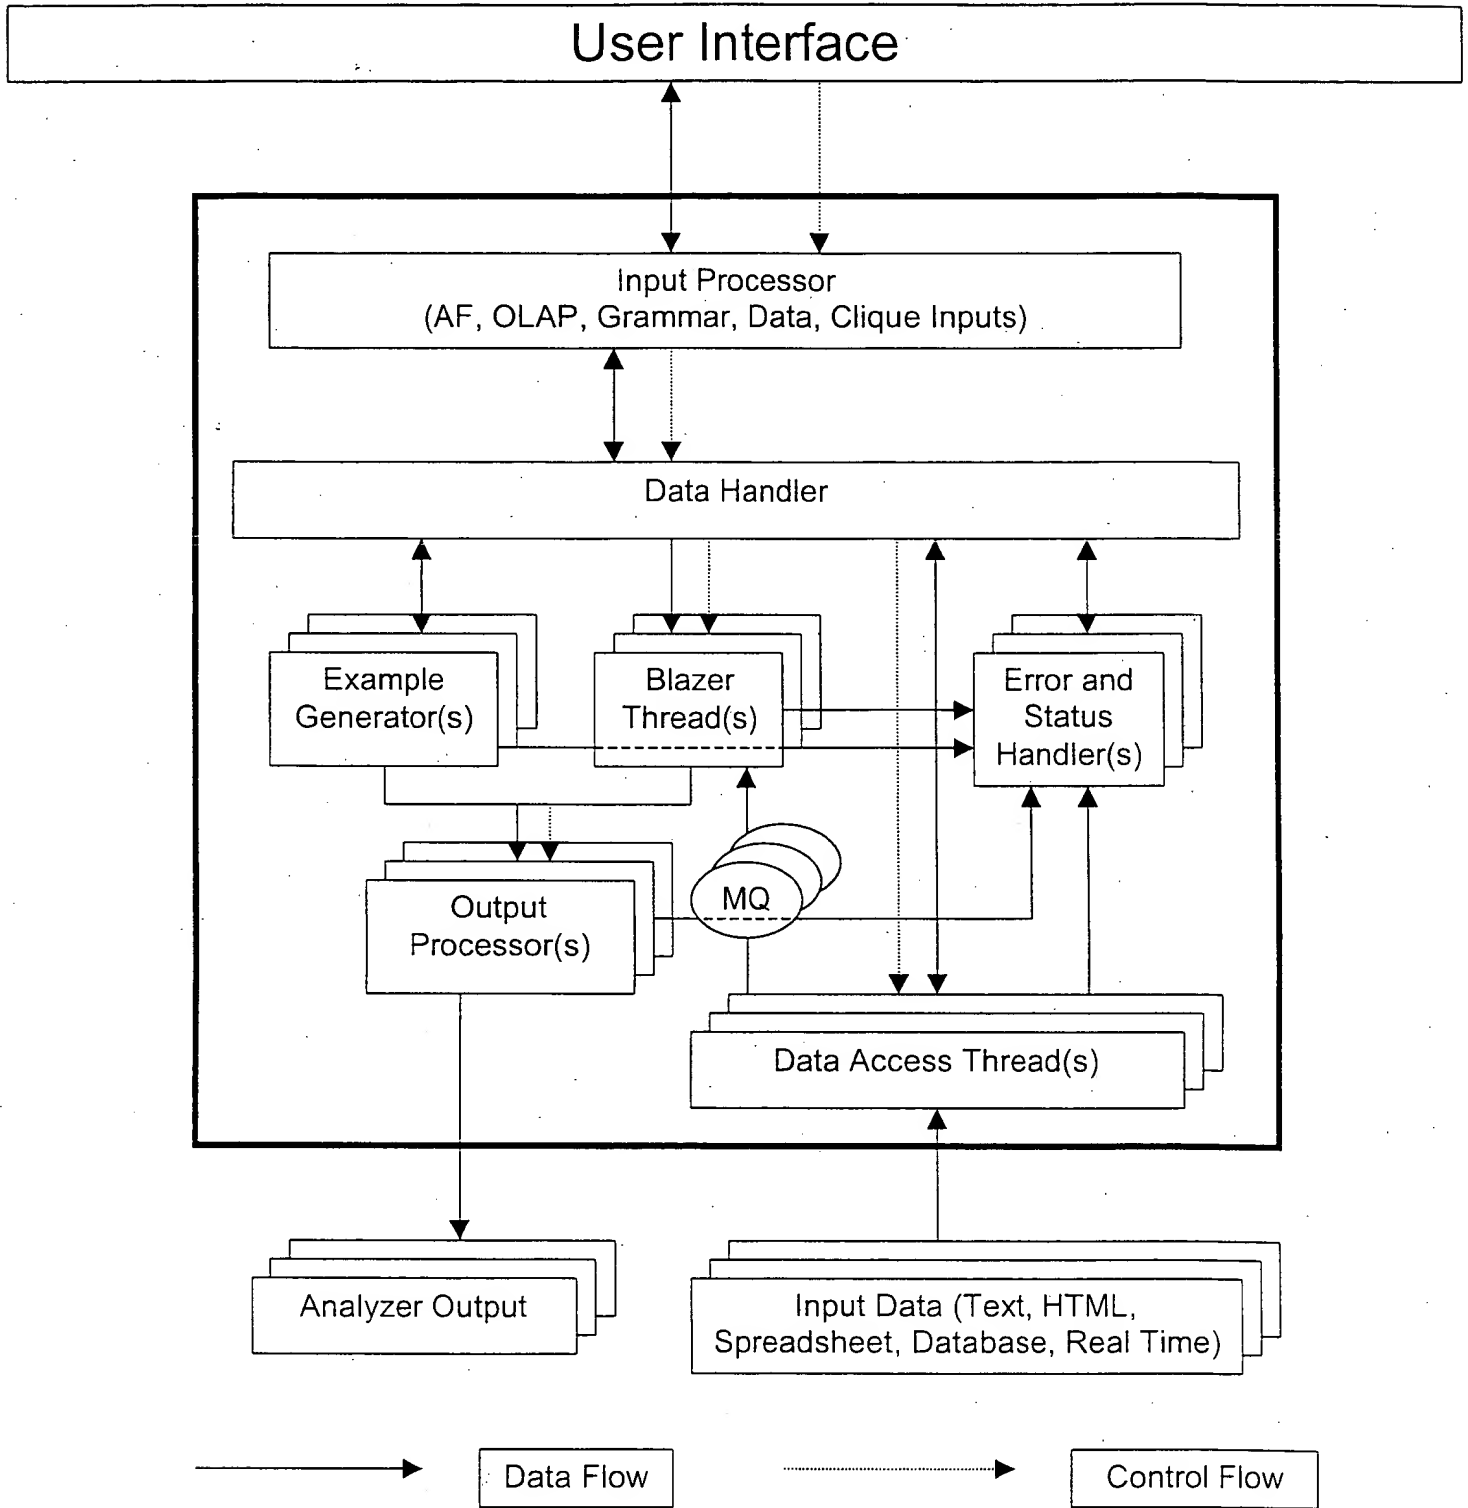 User Interface
Input Processor
(AF, OLAP, Grammar, Data, Clique Inputs)
Data Handler
Example
Generator(s)
Blazer
Thread(s)
Error and
Status
Handler(s)
Output
Processor(s)
MQ
Data Access Thread(s)
Analyzer Output
Input Data (Text, HTML,
Spreadsheet, Database, Real Time)
Data Flow
Control Flow